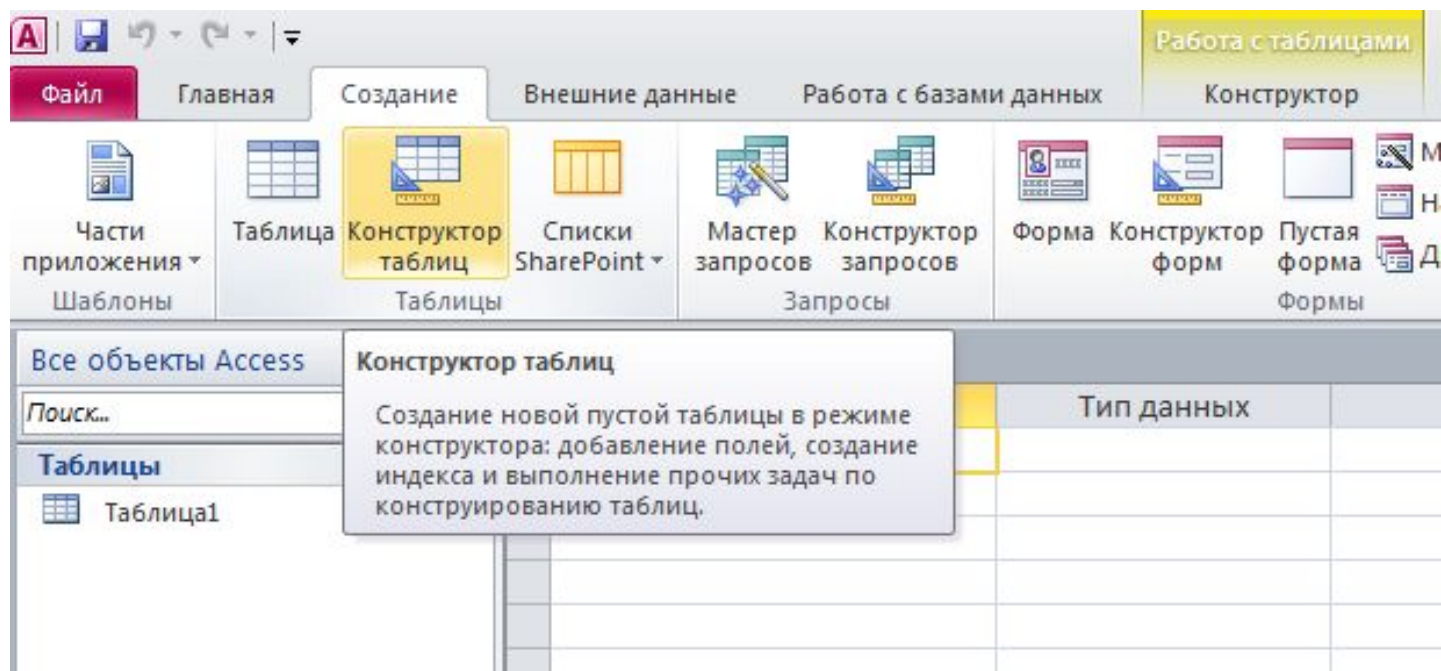 Работа с таблицами
Файл Главная Создание Внешние данные Работа с базами данных Конструктор
Части приложения
Таблица
Конструктор таблиц
Списки SharePoint
Мастер запросов
Конструктор запросов
Форма
Конструктор форм
Пустая форма
Шаблоны Таблицы Запросы Формы
Все объекты Access
Поиск...
Таблицы
Таблица1
Конструктор таблиц
Создание новой пустой таблицы в режиме
конструктора: добавление полей, создание
индекса и выполнение прочих задач по
конструированию таблиц.
Тип данных